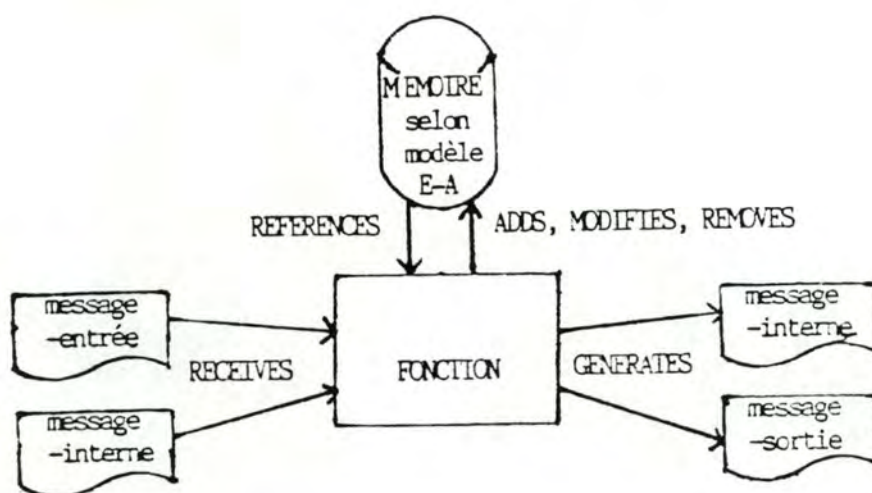 MEMOIRE
selon
modèle
E-A
REFERENCES
ADDS, MODIFIES, REMOVES
message
-entrée
message
-interne
RECEIVES
FONCTION
GENERATES
message
-interne
message
-sortie